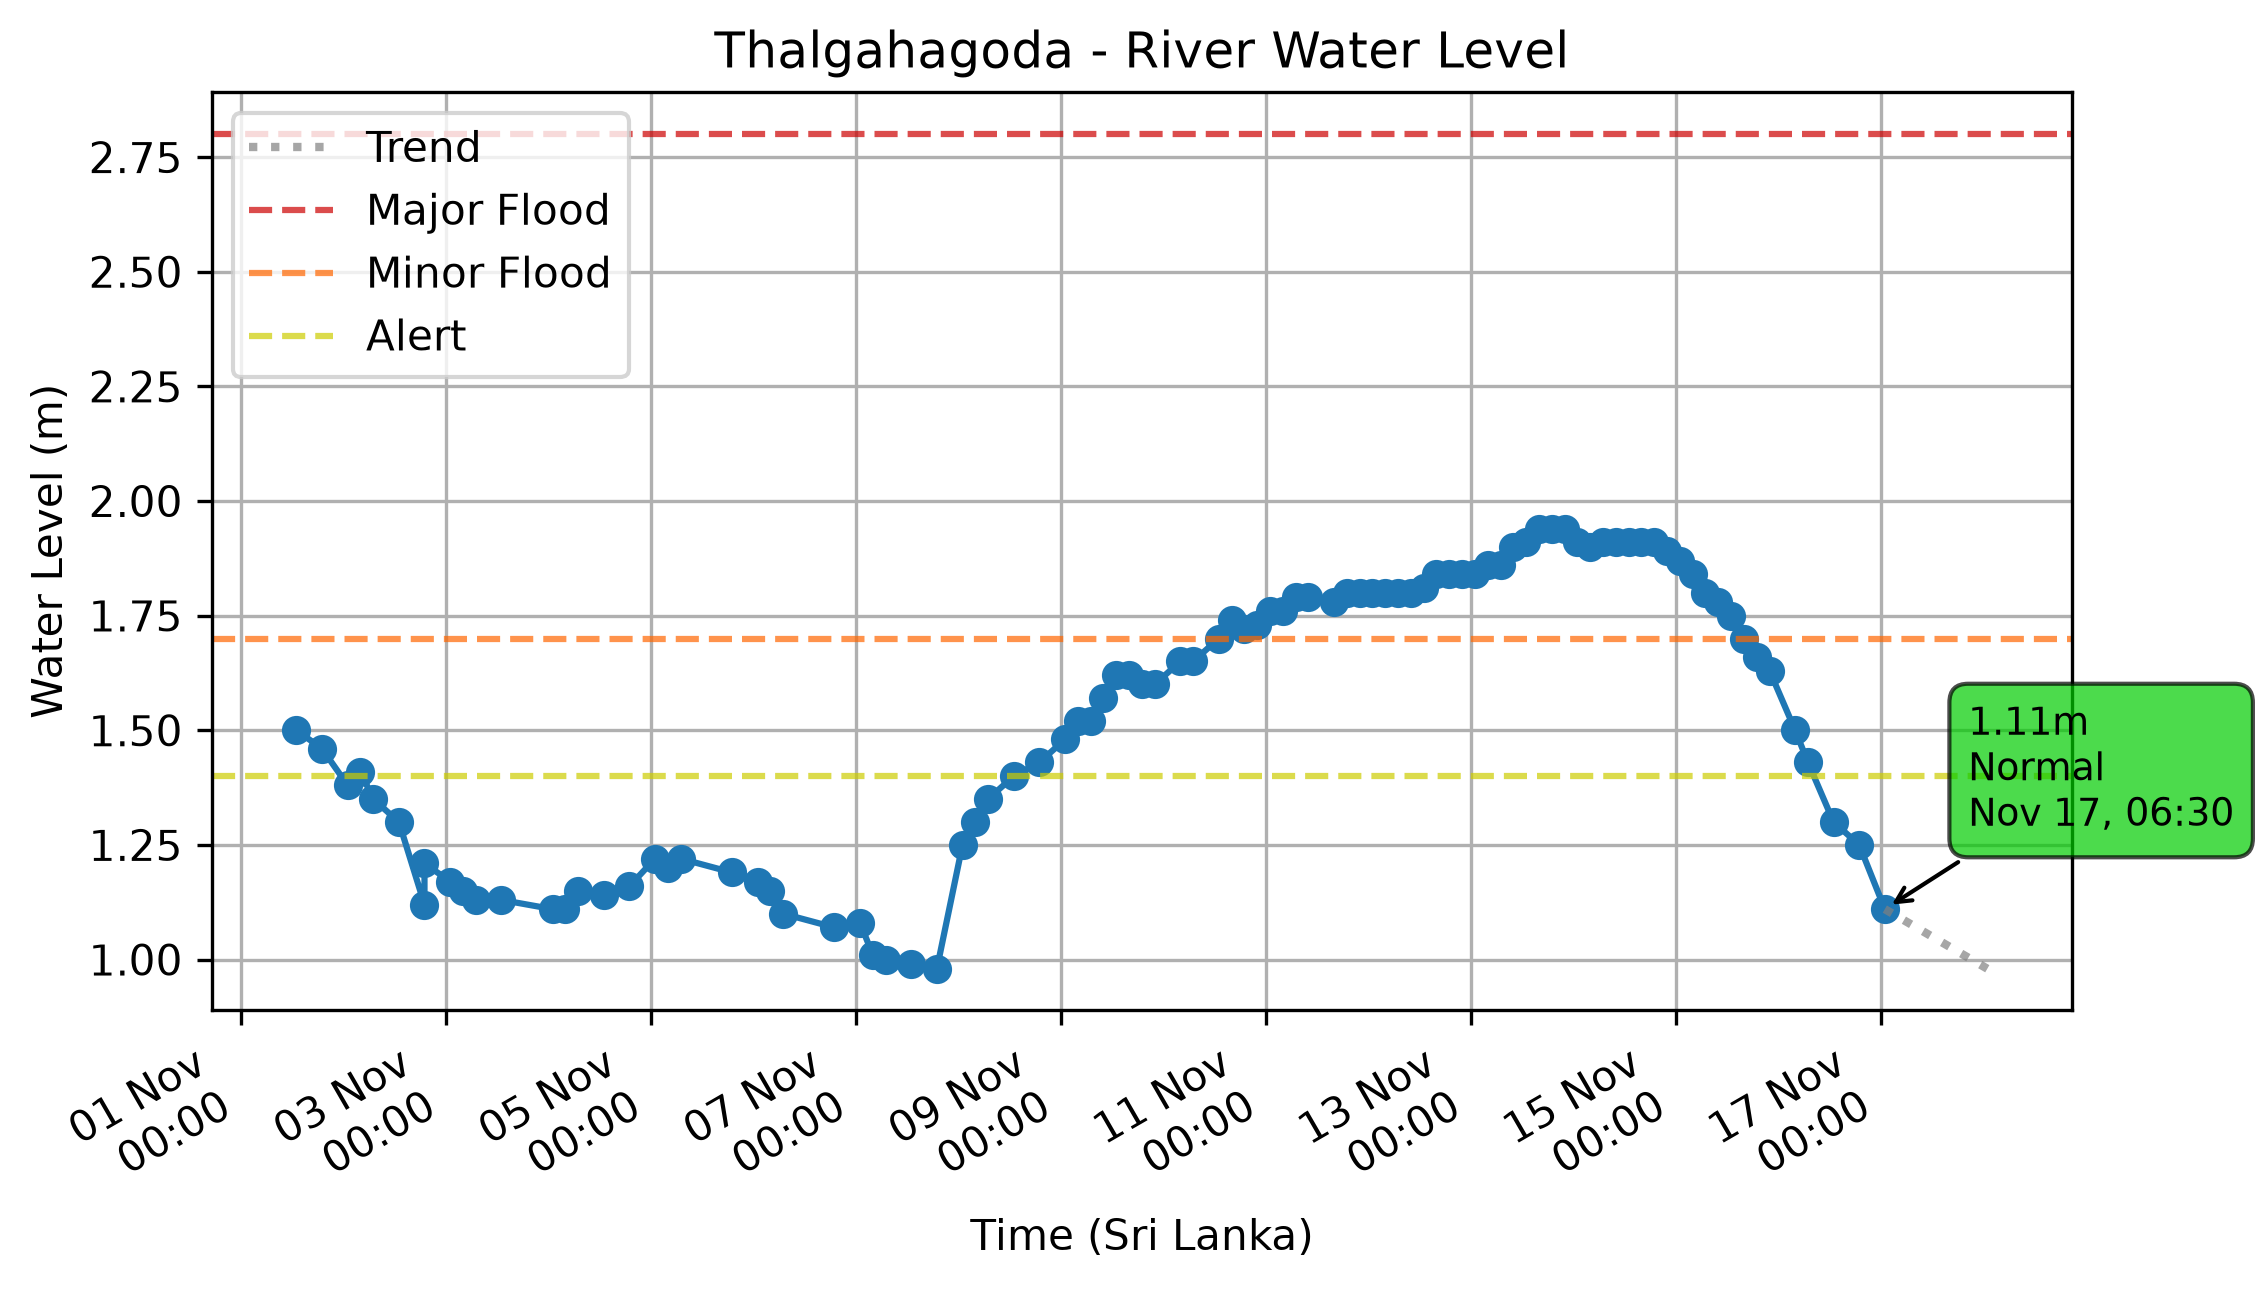 Thalgahagoda - River Water Level
Trend
Major Flood
Minor Flood
Alert
Water Level (m)
2.75
2.50
2.25
2.00
1.75
1.50
1.25
1.00
1.11m
Normal
Nov 17, 06:30
01 Nov
00:00
03 Nov
00:00
05 Nov
00:00
07 Nov
00:00
09 Nov
00:00
11 Nov
00:00
13 Nov
00:00
15 Nov
00:00
17 Nov
00:00
Time (Sri Lanka)